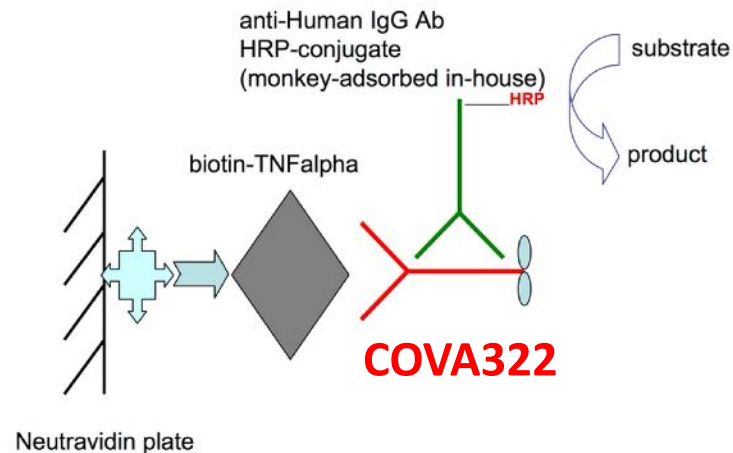 anti-Human IgG Ab
HRP-conjugate
(monkey-adsorbed in-house)
HRP
substrate
product
biotin-TNFalpha
COVA322
Neutravidin plate